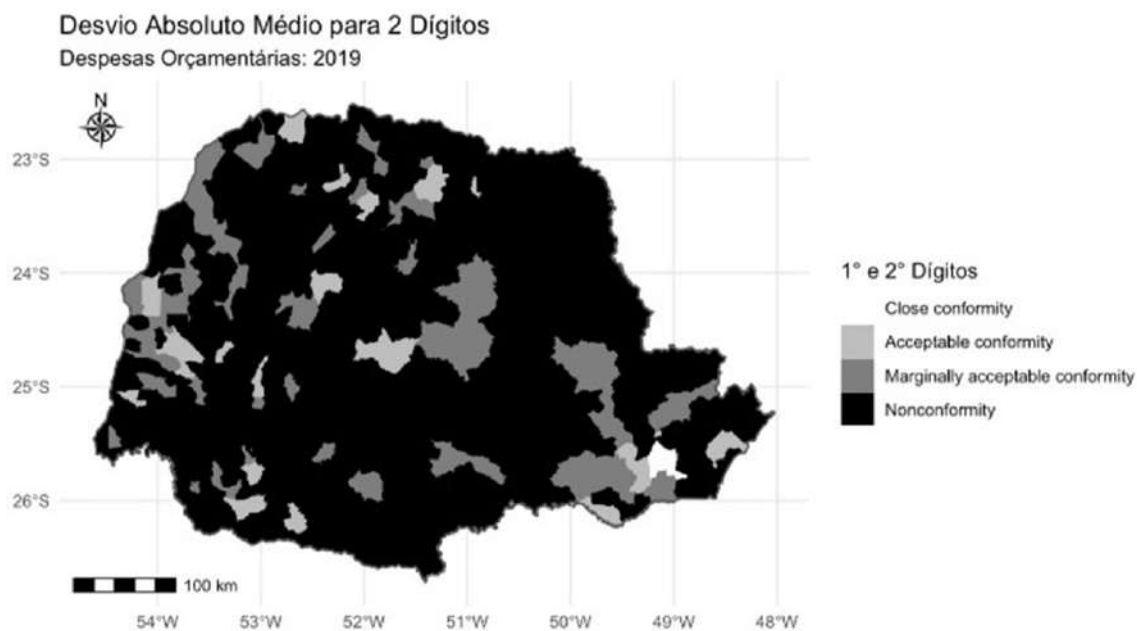 Desvio Absoluto Médio para 2 Dígitos
Despesas Orçamentárias: 2019
N
23°S
24°S
25°S
26°S
1° e 2° Dígitos
Close conformity
Acceptable conformity
Marginally acceptable conformity
Nonconformity
100 km
54°W
53°W
52°W
51°W
50°W
49°W
48°W